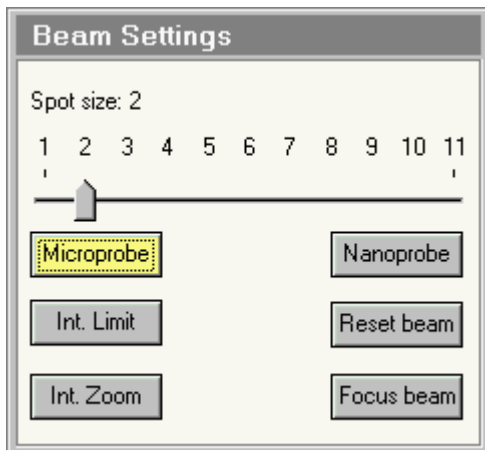 Beam Settings
Spot size: 2
1 2 3 4 5 6 7 8 9 10 11
Microprobe Nanoprobe
Int. Limit Reset beam
Int. Zoom Focus beam